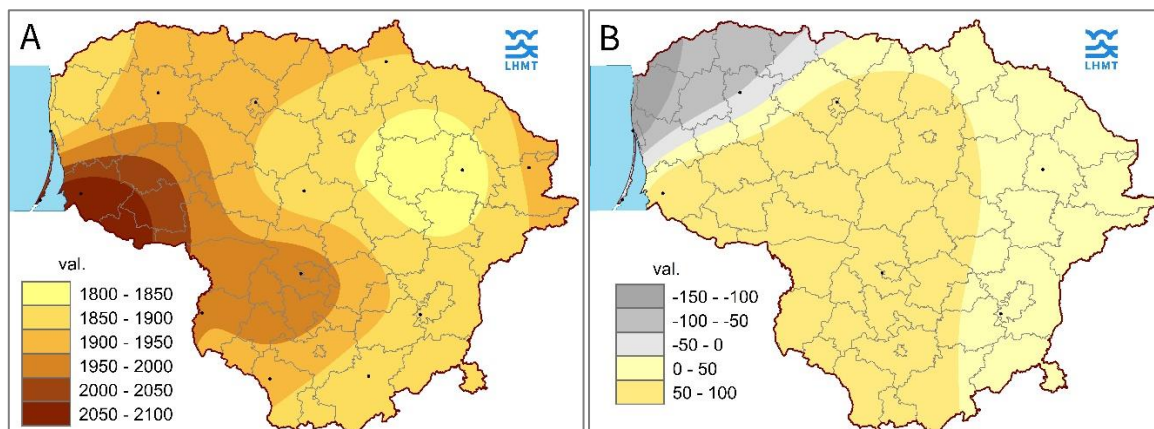 A
LHMT
val.
1800 - 1850
1850 - 1900
1900 - 1950
1950 - 2000
2000 - 2050
2050 - 2100
B
LHMT
val.
-150 - -100
-100 - -50
-50 - 0
0 - 50
50 - 100